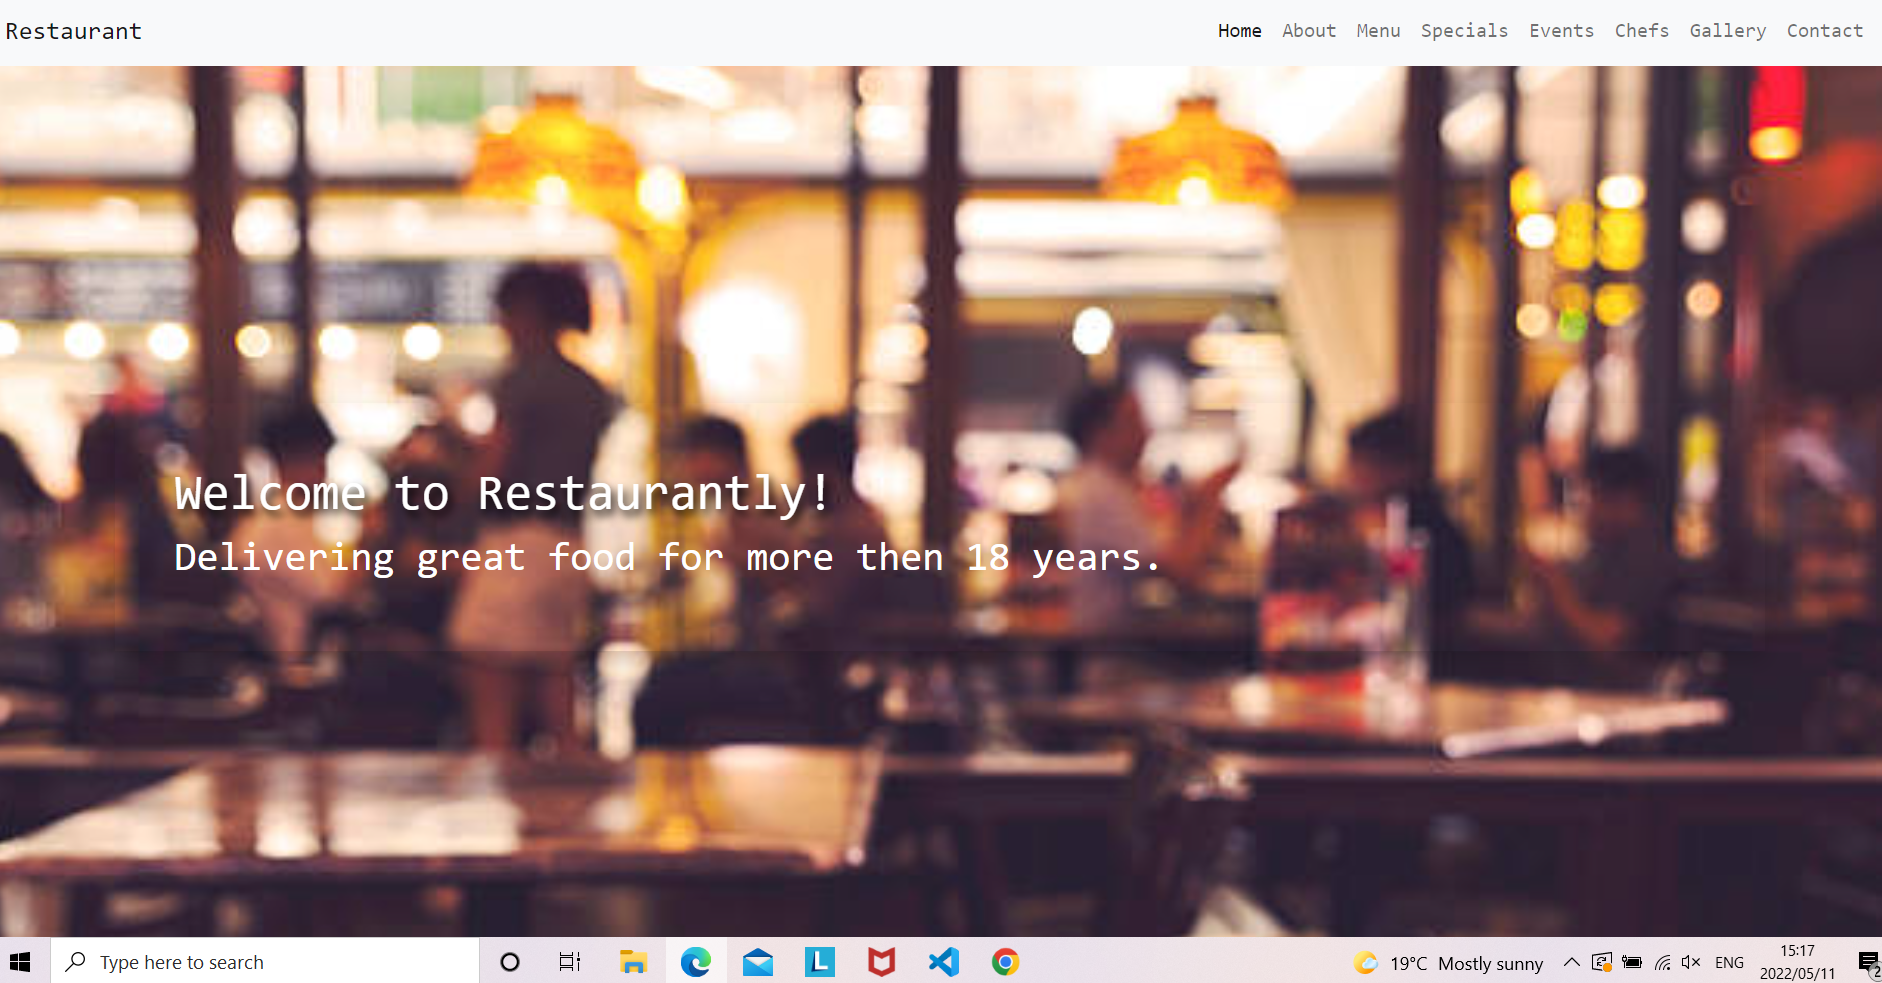 Restaurant
Home About Menu Specials Events Chefs Gallery Contact
Welcome to Restaurantly!
Delivering great food for more then 18 years.
Type here to search
L
19°C Mostly sunny
ENG
15:17
2022/05/11
2